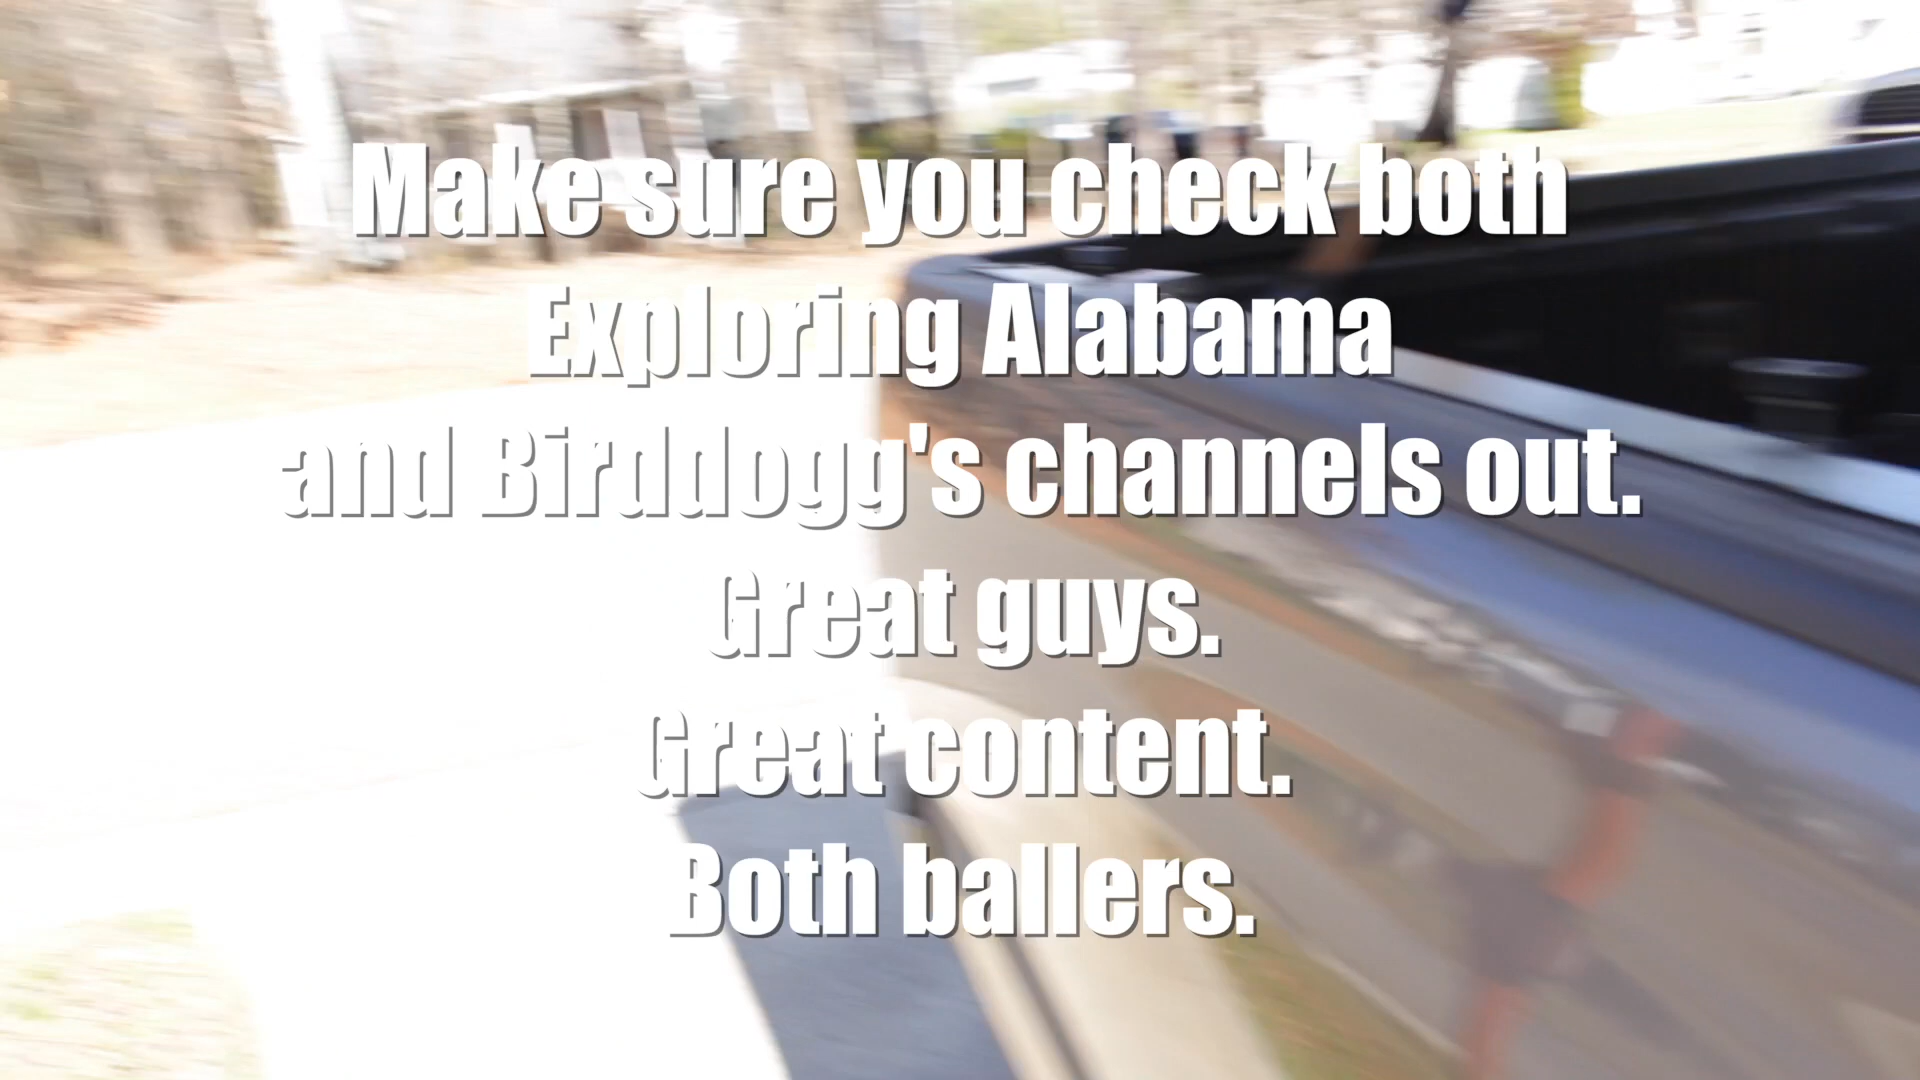 Make sure you check both
Exploring Alabama
and Birddogg's channels out.
Great guys.
Great content.
Both ballers.